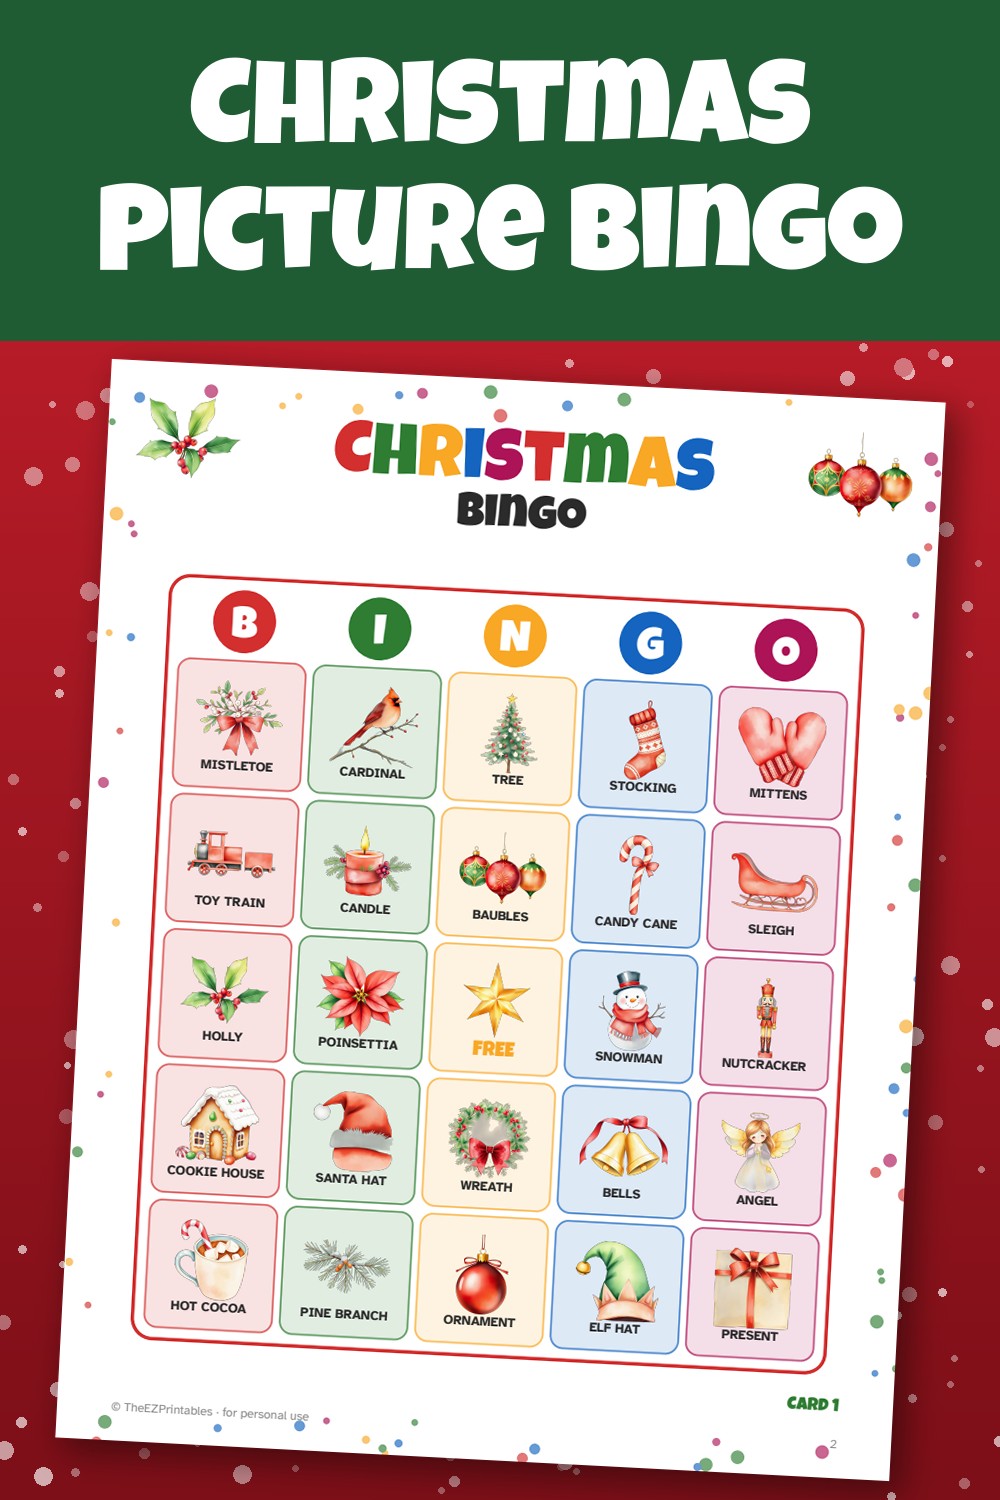 CHRISTMAS
PICTURE BINGO
CHRISTMAS
BINGO
B I N G O
MISTLETOE CARDINAL TREE STOCKING MITTENS
TOY TRAIN CANDLE BAUBLES CANDY CANE SLEIGH
HOLLY POINSETTIA FREE SNOWMAN NUTCRACKER
COOKIE HOUSE SANTA HAT WREATH BELLS ANGEL
HOT COCOA PINE BRANCH ORNAMENT ELF HAT PRESENT
CARD 1
© TheEZPrintables - for personal use
2